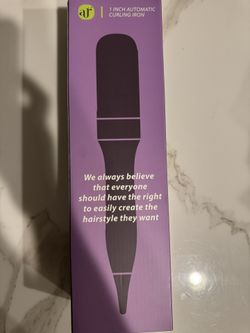 1 INCH AUTOMATIC
CURLING IRON
We always believe
that everyone
should have the right
to easily create the
hairstyle they want